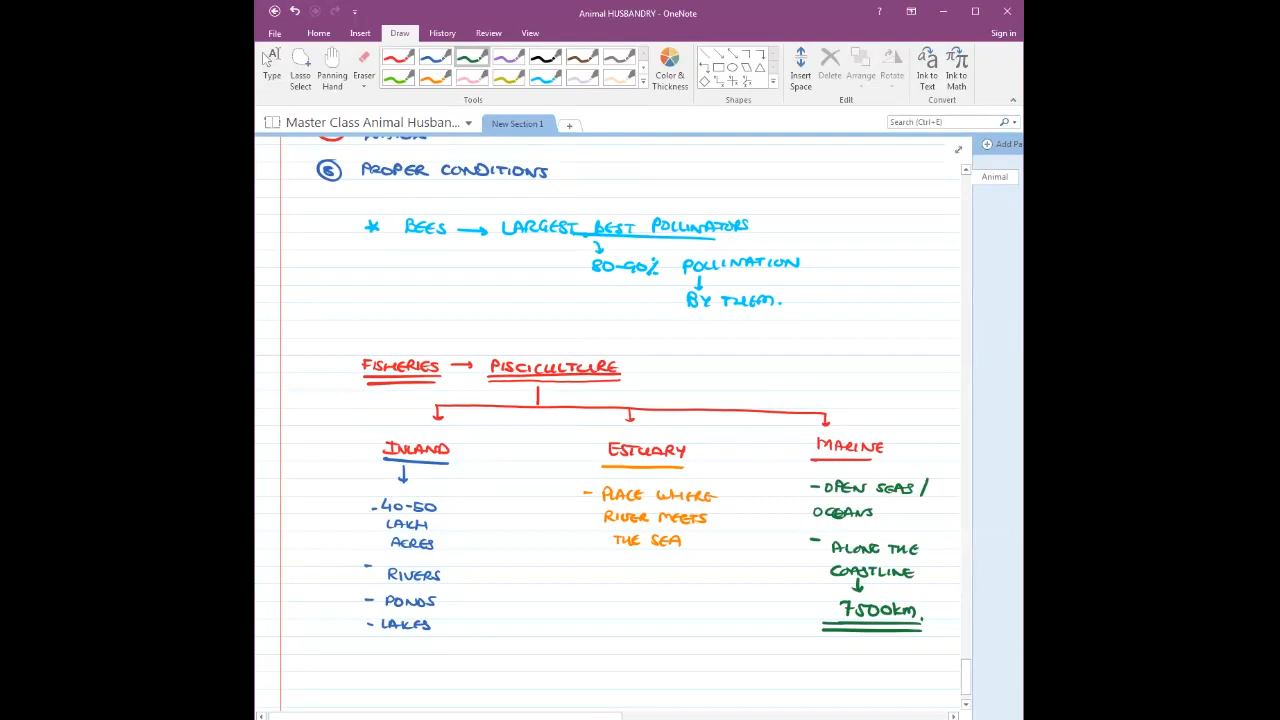 Animal HUSBANDRY - OneNote
? Sign in
File Home Insert Draw History Review View
Type Lasso Select Panning Hand Eraser Color & Thickness Insert Space Delete Arrange Rotate Ink to Text Ink to Math
Tools Shapes Edit Convert
Master Class Animal Husban... New Section 1 Search (Ctrl+E)
Add Pa
Animal
B PROPER CONDITIONS
* BEES → LARGEST BEST POLLINATORS
80-90% POLLINATION
BY THEM.
FISHERIES → PISCICULTURE
INLAND ESTUARY MARINE
- 40-50
LAKH
ACRES
- RIVERS
- PONDS
- LAKES
- PLACE WHERE
RIVER MEETS
THE SEA
- OPEN SEAS /
OCEANS
- ALONG THE
COASTLINE
7500km.